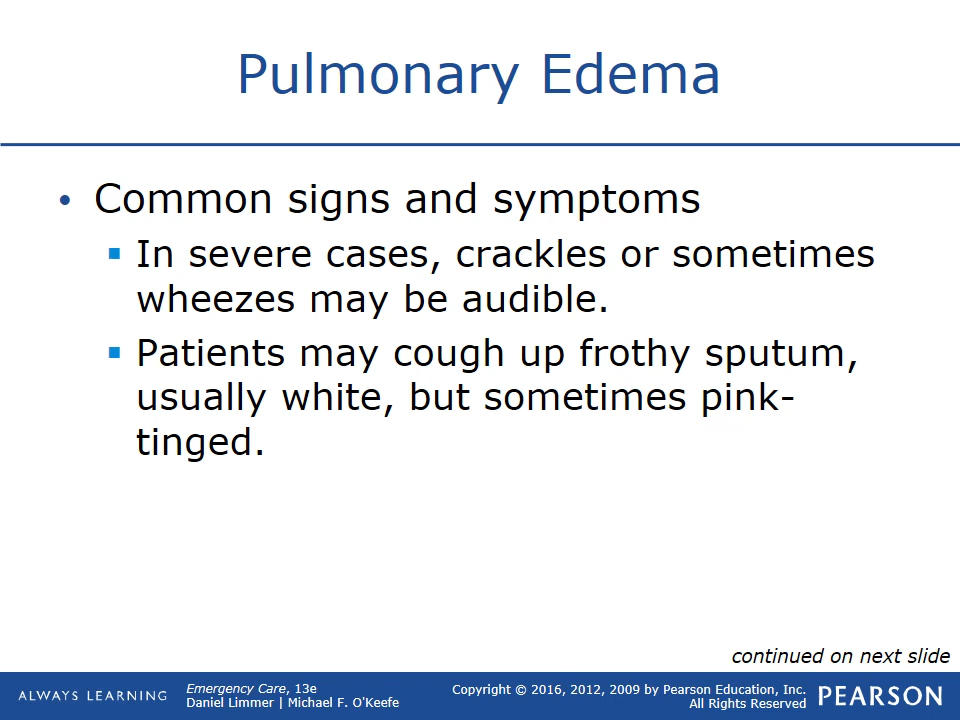 Pulmonary Edema
• Common signs and symptoms
▪ In severe cases, crackles or sometimes
wheezes may be audible.
▪ Patients may cough up frothy sputum,
usually white, but sometimes pink-
tinged.
continued on next slide
ALWAYS LEARNING
Emergency Care, 13e
Daniel Limmer | Michael F. O'Keefe
Copyright © 2016, 2012, 2009 by Pearson Education, Inc.
All Rights Reserved
PEARSON